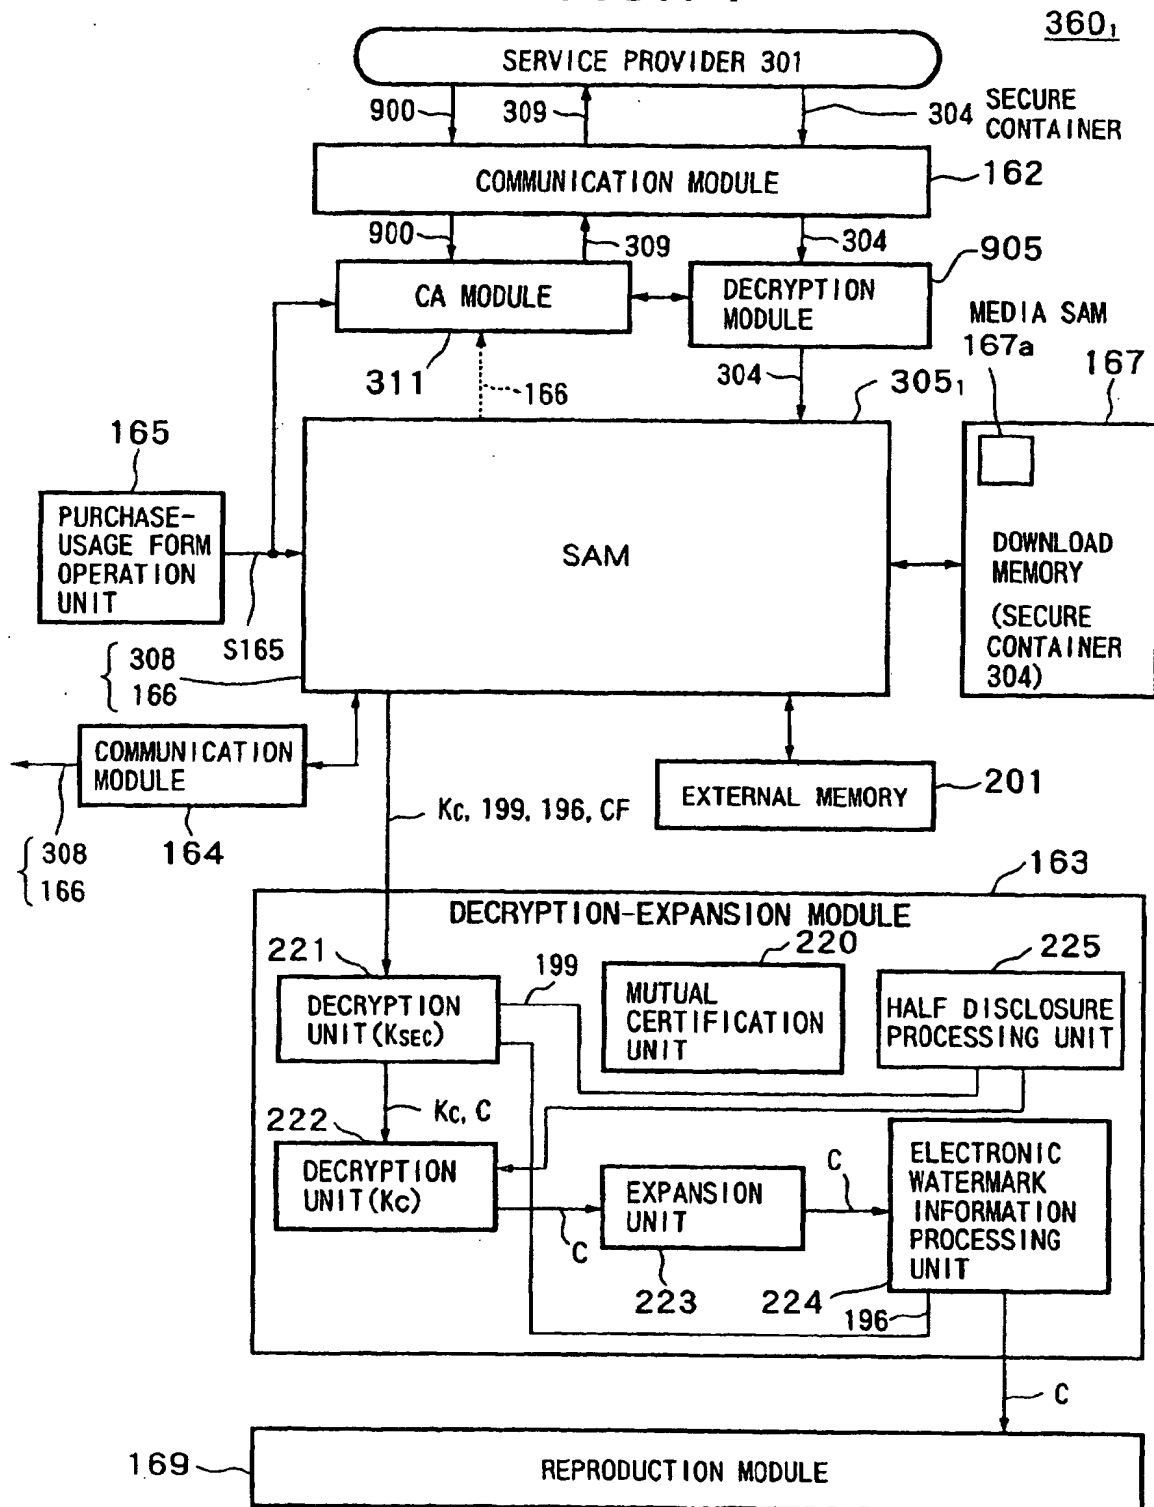 360₁
SERVICE PROVIDER 301
900
309
304
SECURE
CONTAINER
COMMUNICATION MODULE
162
900
309
304
905
CA MODULE
DECRYPTION
MODULE
MEDIA SAM
167a
167
311
166
304
305₁
165
PURCHASE-
USAGE FORM
OPERATION
UNIT
S165
SAM
DOWNLOAD
MEMORY
(SECURE
CONTAINER
304)
308
166
COMMUNICATION
MODULE
164
308
166
EXTERNAL MEMORY
201
Kc, 199, 196, CF
163
DECRYPTION-EXPANSION MODULE
221
DECRYPTION
UNIT(KSEC)
199
220
MUTUAL
CERTIFICATION
UNIT
225
HALF DISCLOSURE
PROCESSING UNIT
Kc, C
222
DECRYPTION
UNIT(Kc)
C
EXPANSION
UNIT
223
C
ELECTRONIC
WATERMARK
INFORMATION
PROCESSING
UNIT
224
196
C
169
REPRODUCTION MODULE